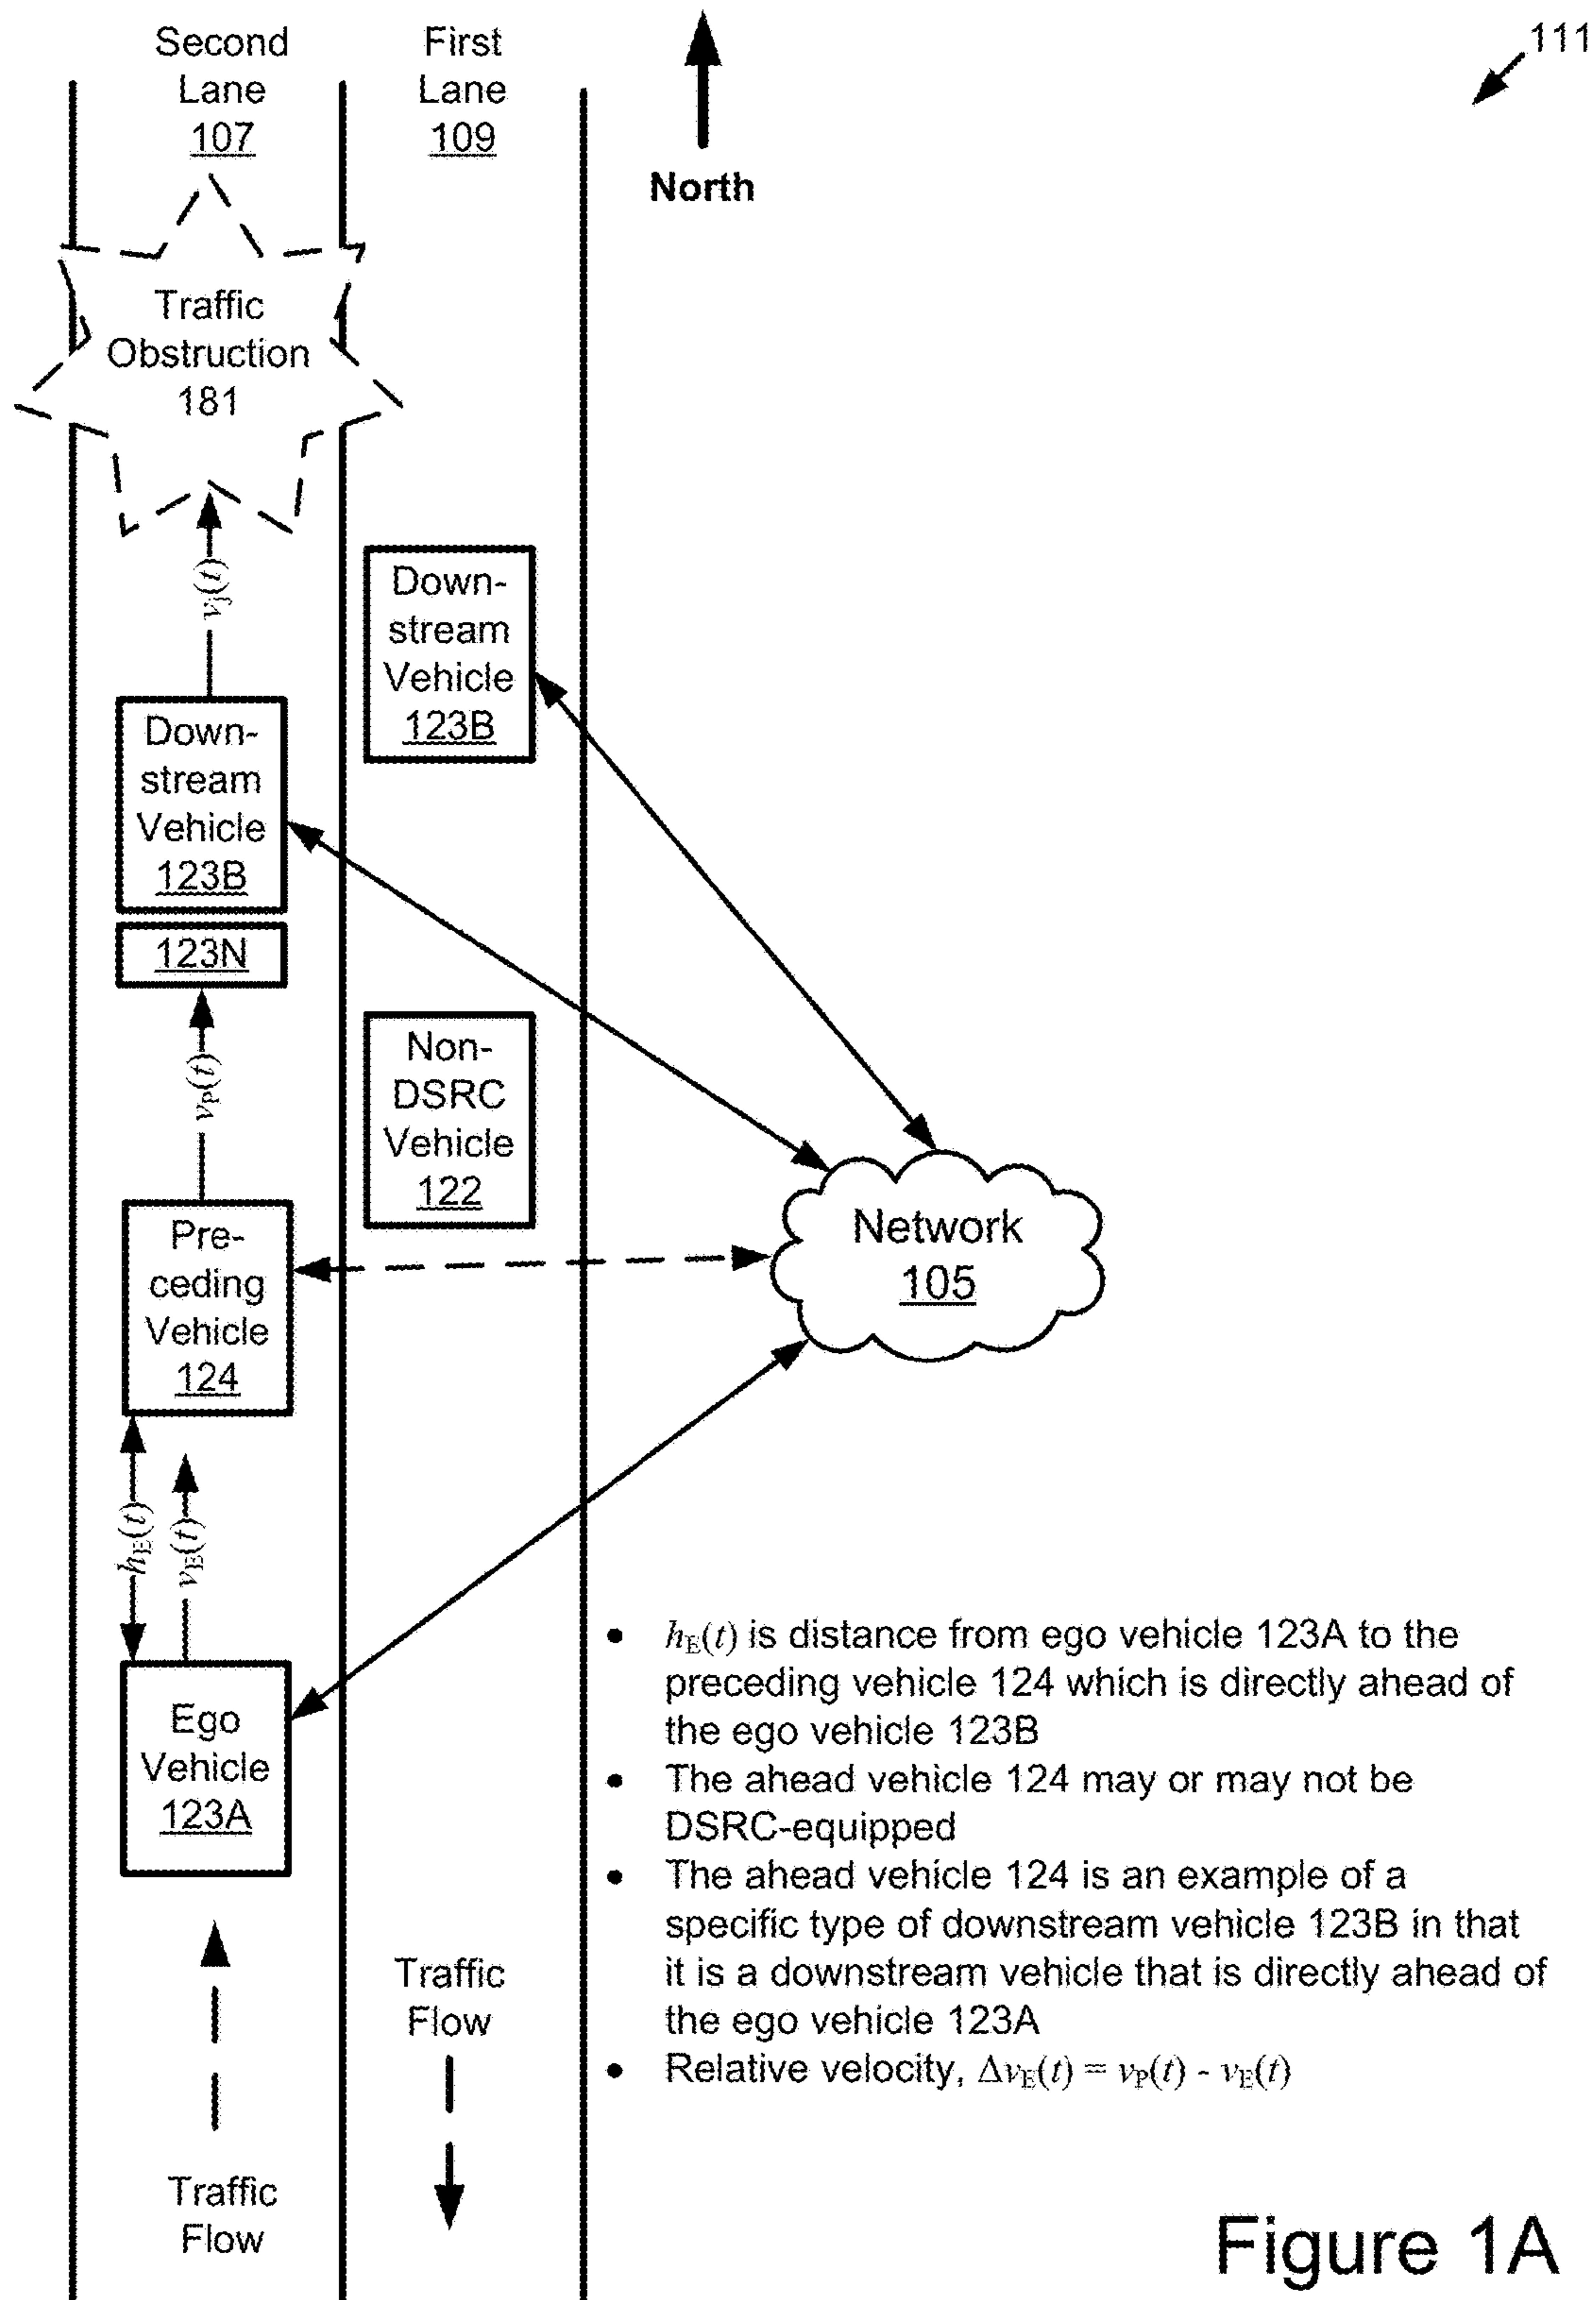 111
Second
Lane
107
First
Lane
109
North
Traffic
Obstruction
181
vj(t)
Down-
stream
Vehicle
123B
Down-
stream
Vehicle
123B
123N
vP(t)
Non-
DSRC
Vehicle
122
Pre-
ceding
Vehicle
124
Network
105
hE(t)
vE(t)
Ego
Vehicle
123A
• hE(t) is distance from ego vehicle 123A to the
preceding vehicle 124 which is directly ahead of
the ego vehicle 123B
• The ahead vehicle 124 may or may not be
DSRC-equipped
• The ahead vehicle 124 is an example of a
specific type of downstream vehicle 123B in that
it is a downstream vehicle that is directly ahead of
the ego vehicle 123A
• Relative velocity, ΔvE(t) = vP(t) - vE(t)
Traffic
Flow
Traffic
Flow
Figure 1A